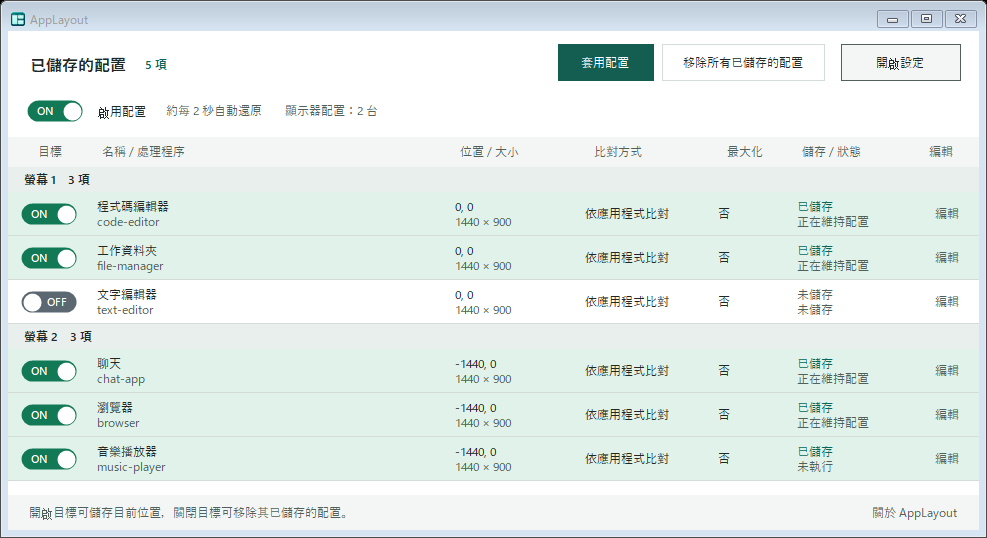 AppLayout
已儲存的配置 5 項 套用配置 移除所有已儲存的配置 開啟設定
ON 啟用配置 約每 2 秒自動還原 顯示器配置：2 台
目標 名稱 / 處理程序 位置 / 大小 比對方式 最大化 儲存 / 狀態 編輯
螢幕 1 3 項
ON 程式碼編輯器 0, 0 依應用程式比對 否 已儲存 編輯
code-editor 1440 × 900 正在維持配置
ON 工作資料夾 0, 0 依應用程式比對 否 已儲存 編輯
file-manager 1440 × 900 正在維持配置
OFF 文字編輯器 0, 0 依應用程式比對 否 未儲存 編輯
text-editor 1440 × 900 未儲存
螢幕 2 3 項
ON 聊天 -1440, 0 依應用程式比對 否 已儲存 編輯
chat-app 1440 × 900 正在維持配置
ON 瀏覽器 -1440, 0 依應用程式比對 否 已儲存 編輯
browser 1440 × 900 正在維持配置
ON 音樂播放器 -1440, 0 依應用程式比對 否 已儲存 編輯
music-player 1440 × 900 未執行
開啟目標可儲存目前位置，關閉目標可移除其已儲存的配置。 關於 AppLayout